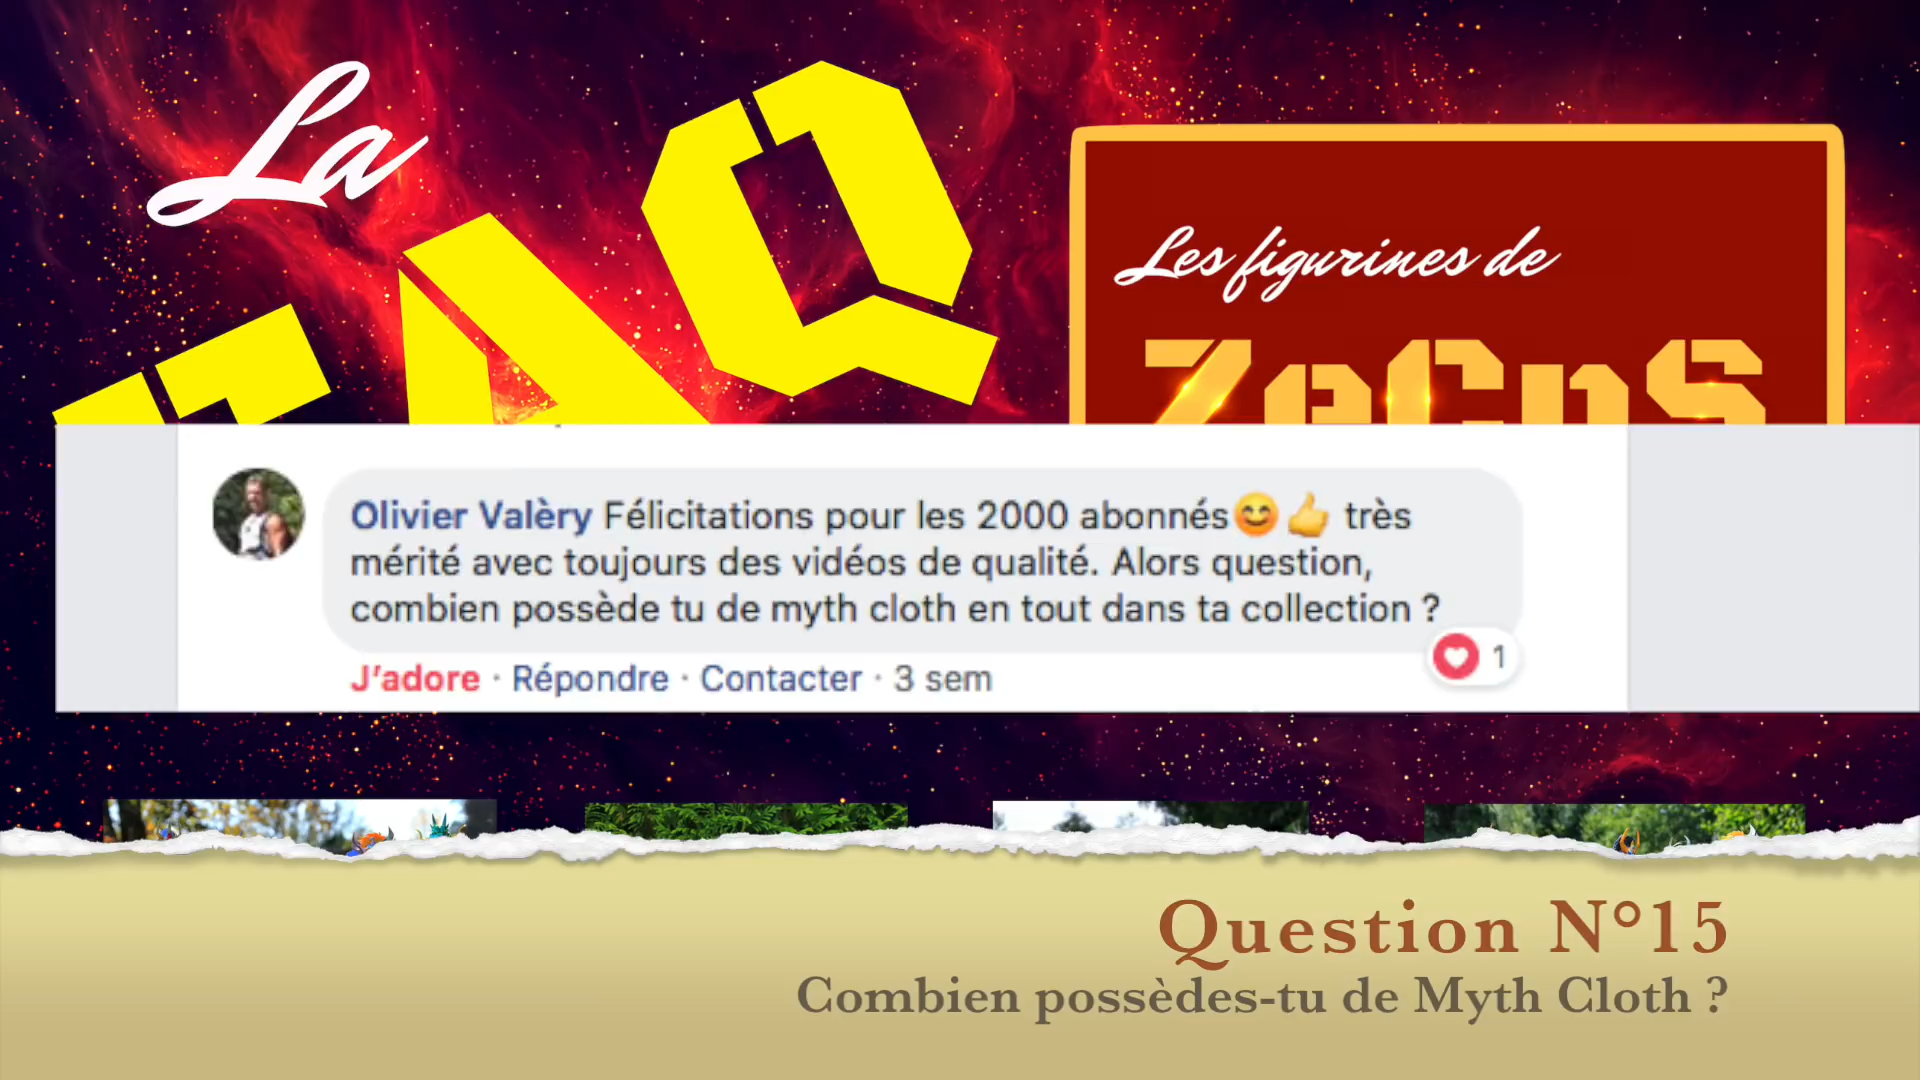 La
FAQ
Les figurines de
ZeCnS
Olivier Valèry Félicitations pour les 2000 abonnés😊👍 très
mérité avec toujours des vidéos de qualité. Alors question,
combien possède tu de myth cloth en tout dans ta collection ?
1
J'adore · Répondre · Contacter · 3 sem
Question N°15
Combien possèdes-tu de Myth Cloth ?